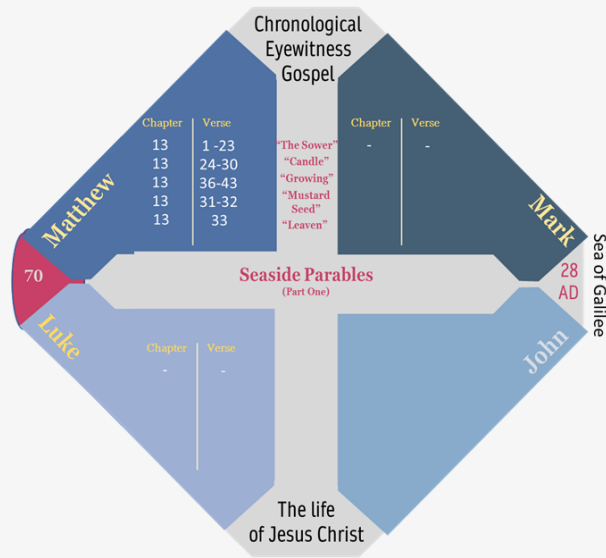 Chronological
Eyewitness
Gospel
Matthew
Chapter Verse
13 1 -23
13 24-30
13 36-43
13 31-32
13 33
"The Sower"
"Candle"
"Growing"
"Mustard
Seed"
"Leaven"
Mark
Chapter Verse
- -
70
Seaside Parables
(Part One)
28
AD
Sea of Galilee
Luke
Chapter Verse
- -
John
The life
of Jesus Christ